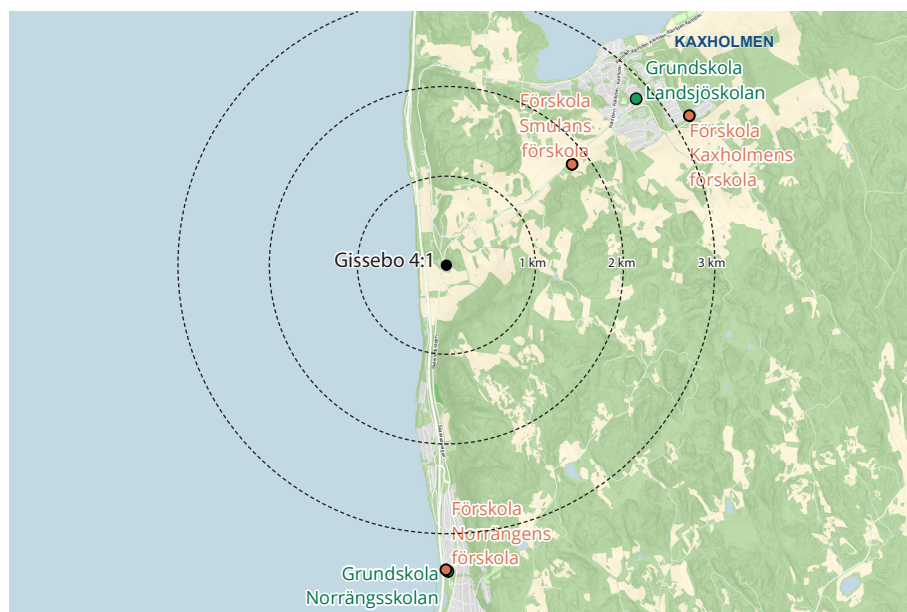 KAXHOLMEN
Grundskola
Landsjöskolan
Förskola
Smulans
förskola
Förskola
Kaxholmens
förskola
Gissebo 4:1
1 km
2 km
3 km
Förskola
Norrängens
förskola
Grundskola
Norrängsskolan